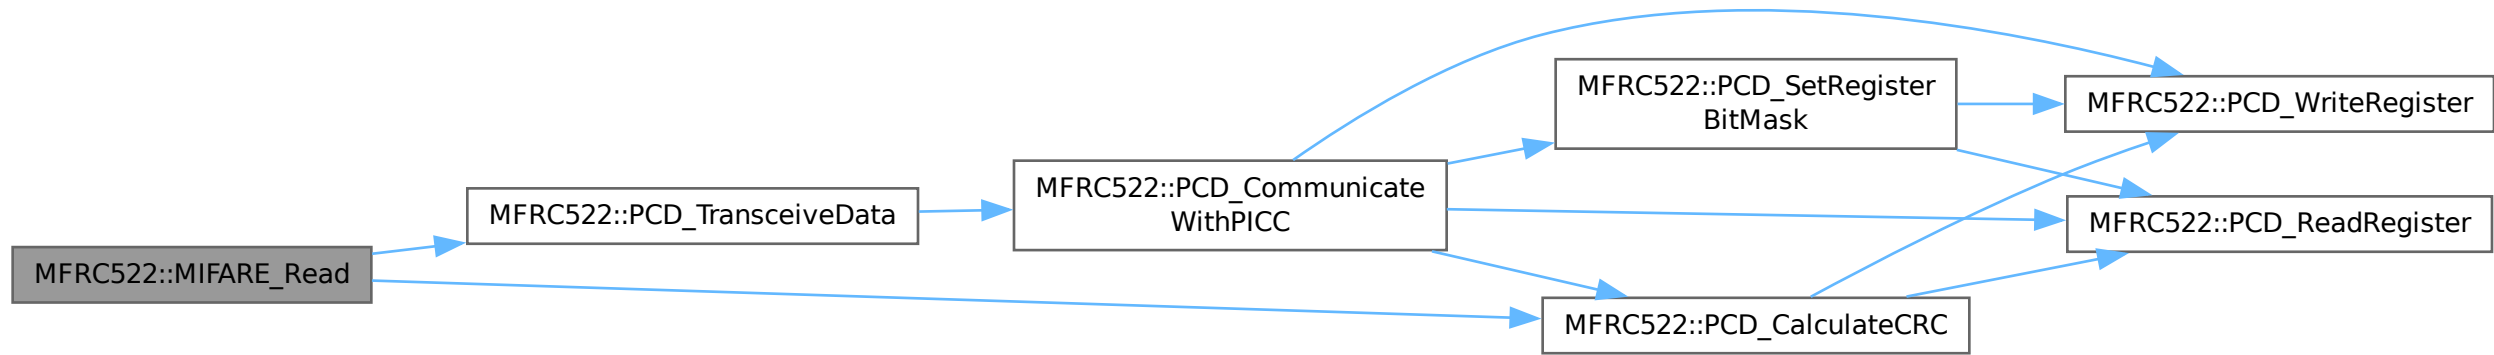 MFRC522::MIFARE_Read
MFRC522::PCD_TransceiveData
MFRC522::PCD_Communicate
WithPICC
MFRC522::PCD_SetRegister
BitMask
MFRC522::PCD_CalculateCRC
MFRC522::PCD_WriteRegister
MFRC522::PCD_ReadRegister